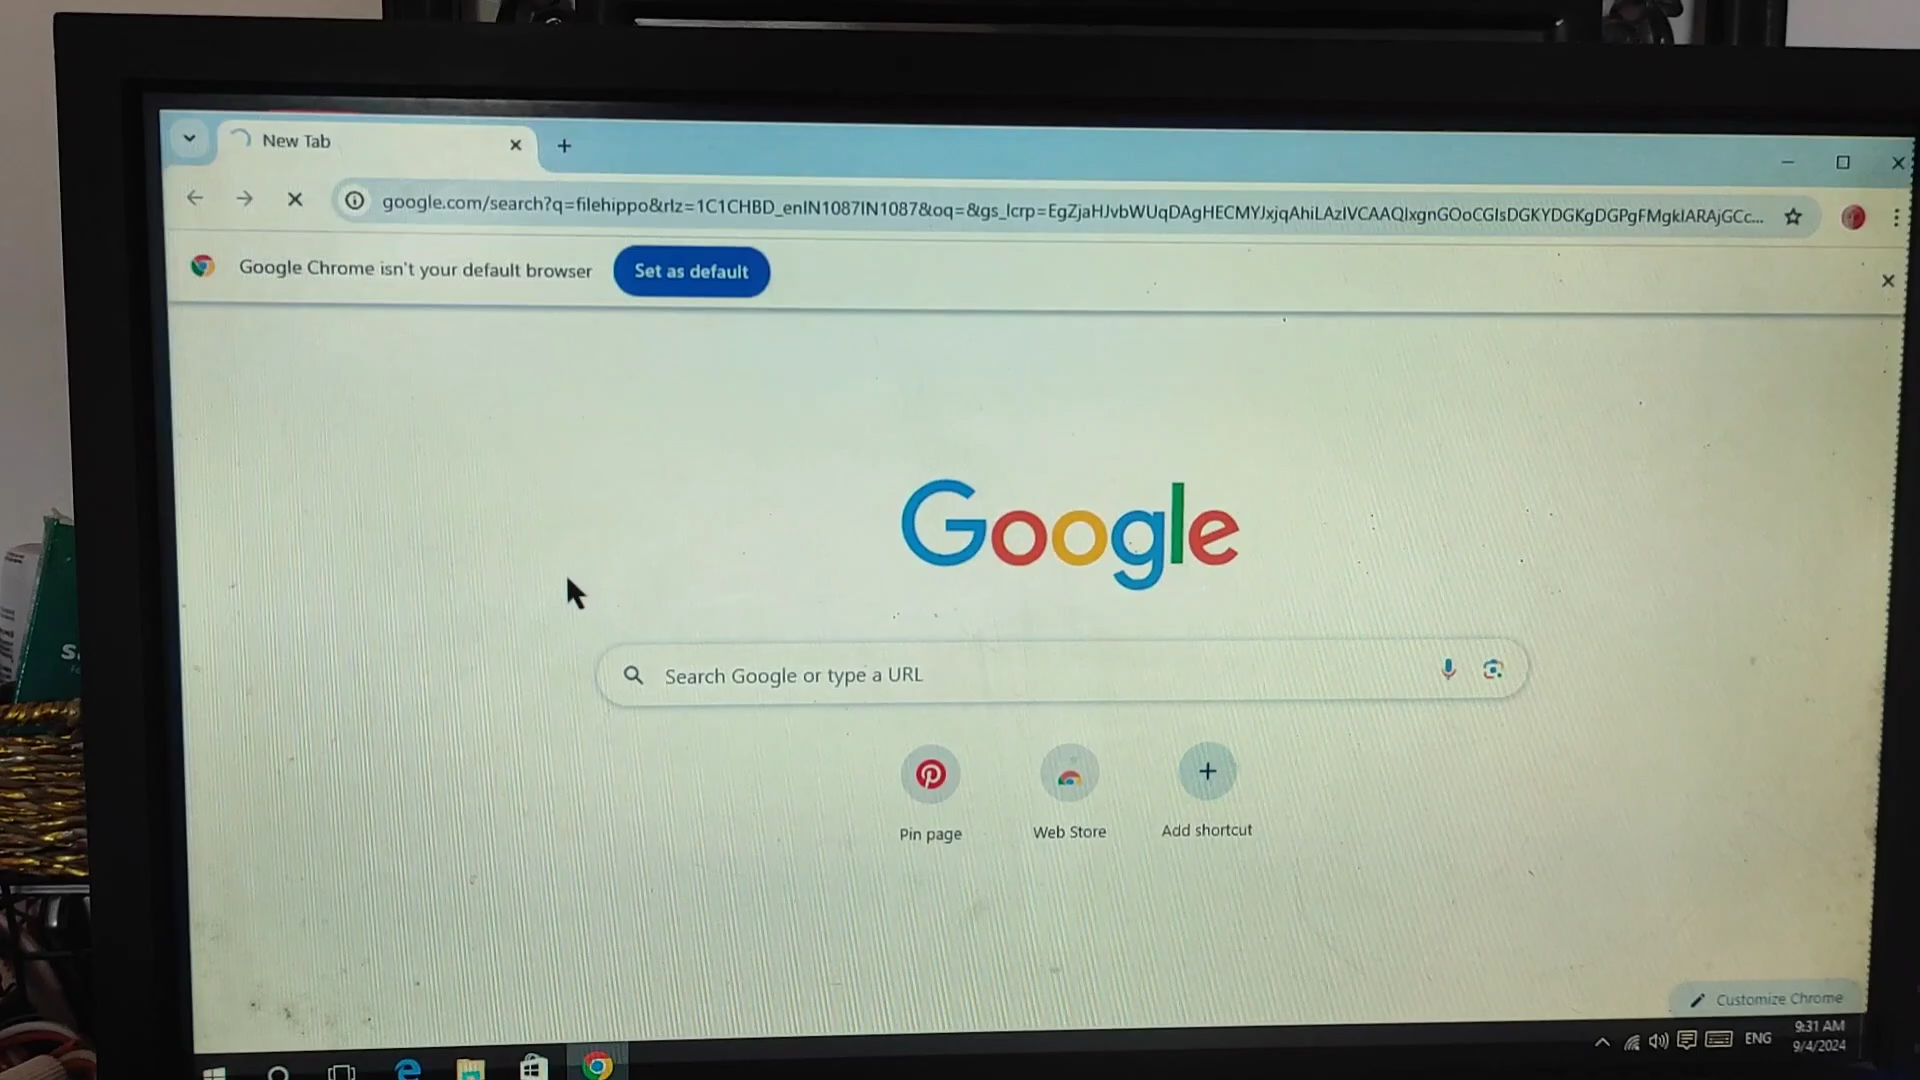 New Tab
google.com/search?q=filehippo&rlz=1C1CHBD_enIN1087IN1087&oq=&gs_lcrp=EgZjaHJvbWUqDAgHECMYJxjqAhiLAzIVCAAQIxgnGOoCGIsDGKYDGKgDGPgFMgkIARAjGCc...
Google Chrome isn't your default browser
Set as default
Google
Search Google or type a URL
Pin page
Web Store
Add shortcut
Customize Chrome
ENG
9:31 AM
9/4/2024